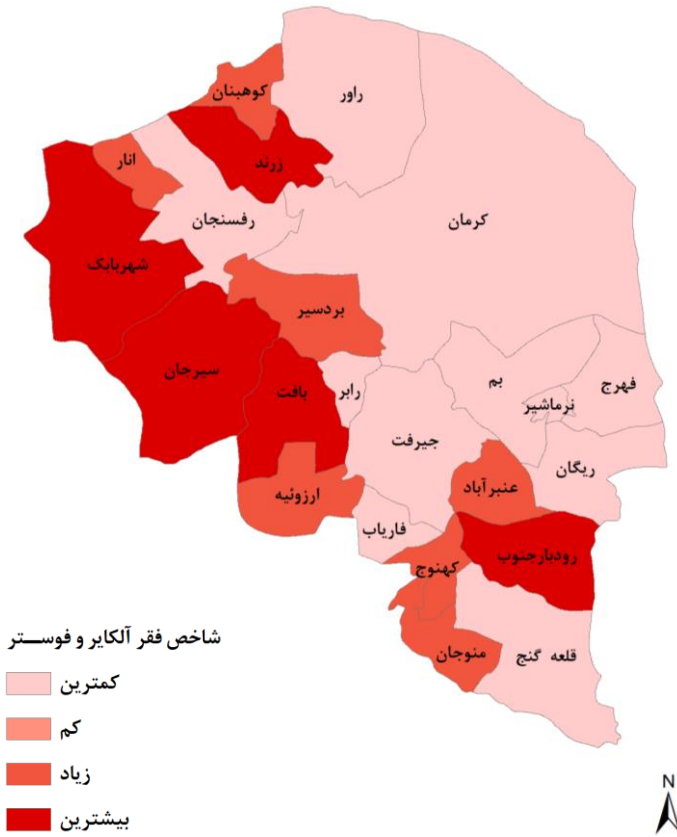 کوهبنان
راور
زرند
انار
رفسنجان
کرمان
شهربابک
بردسیر
سیرجان
بافت
رابر
بم
فهرج
نرماشیر
جیرفت
ریگان
عنبرآباد
ارزوئیه
فاریاب
رودبارجنوب
کهنوج
منوجان
قلعه گنج
شاخص فقر آلکایر و فوستر
کمترین
کم
زیاد
بیشترین
N